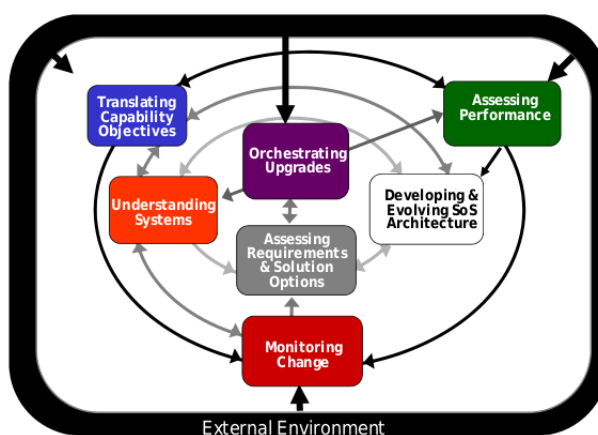 Translating
Capability
Objectives
Assessing
Performance
Orchestrating
Upgrades
Understanding
Systems
Developing &
Evolving SoS
Architecture
Assessing
Requirements
& Solution
Options
Monitoring
Change
External Environment